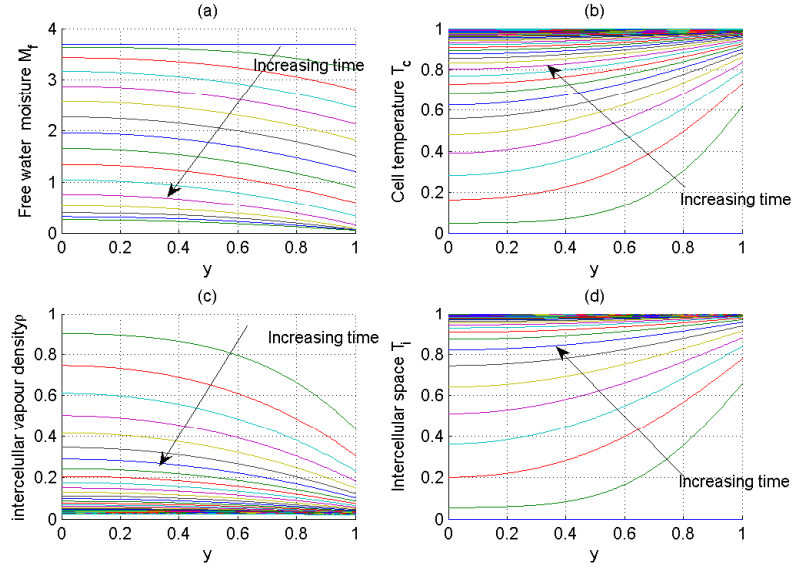 (a)
Free water moisture M_f
4
3
2
1
0
0 0.2 0.4 0.6 0.8 1
y
Increasing time
(b)
Cell temperature T_c
1
0.8
0.6
0.4
0.2
0
0 0.2 0.4 0.6 0.8 1
y
Increasing time
(c)
intercelullar vapour densityρ
1
0.8
0.6
0.4
0.2
0
0 0.2 0.4 0.6 0.8 1
y
Increasing time
(d)
Intercellular space T_i
1
0.8
0.6
0.4
0.2
0
0 0.2 0.4 0.6 0.8 1
y
Increasing time